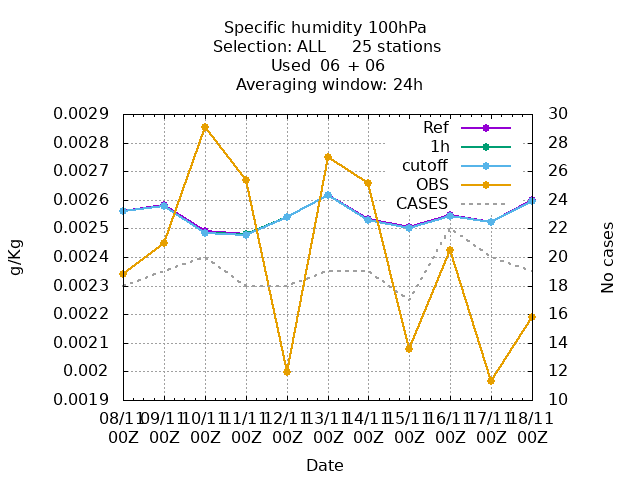 Specific humidity 100hPa
Selection: ALL 25 stations
Used 06 + 06
Averaging window: 24h
Ref
1h
cutoff
OBS
CASES
g/Kg
0.0029
0.0028
0.0027
0.0026
0.0025
0.0024
0.0023
0.0022
0.0021
0.002
0.0019
30
28
26
24
22
20
18
16
14
12
10
No cases
08/11 09/11 10/11 11/11 12/11 13/11 14/11 15/11 16/11 17/11 18/11
00Z 00Z 00Z 00Z 00Z 00Z 00Z 00Z 00Z 00Z 00Z
Date